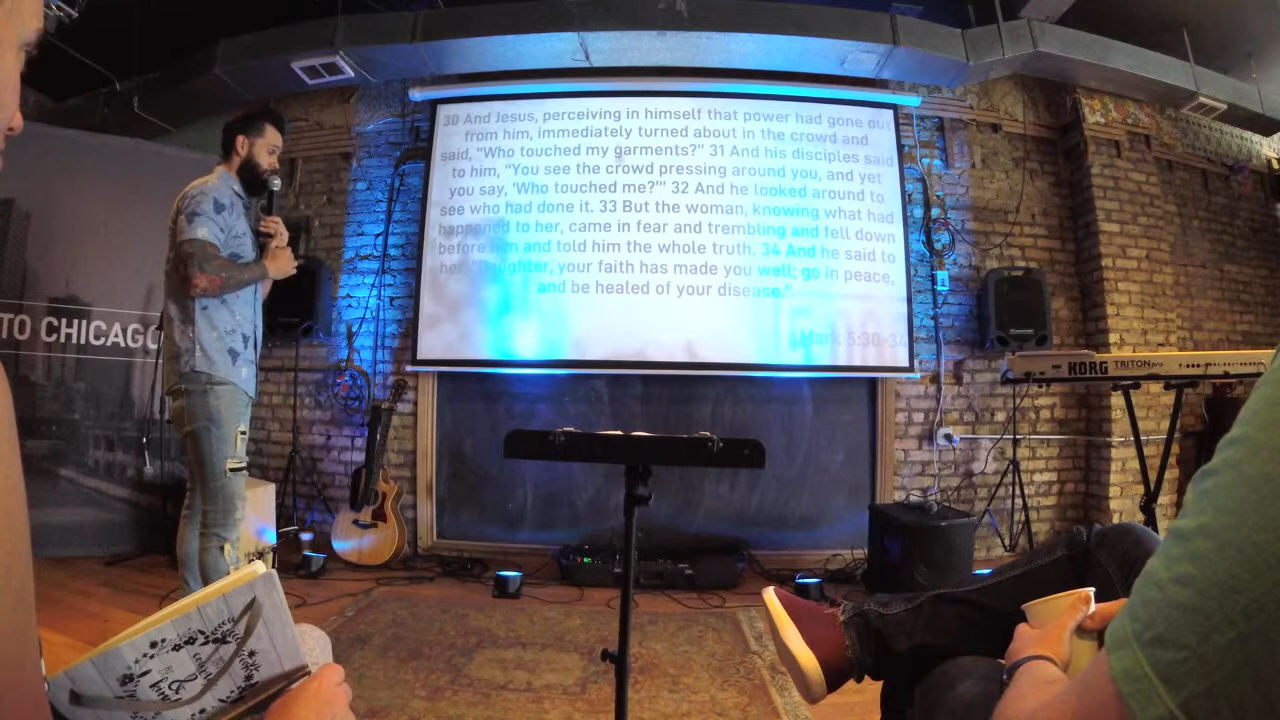 30 And Jesus, perceiving in himself that power had gone out
from him, immediately turned about in the crowd and
said, “Who touched my garments?” 31 And his disciples said
to him, “You see the crowd pressing around you, and yet
you say, ‘Who touched me?’” 32 And he looked around to
see who had done it. 33 But the woman, knowing what had
happened to her, came in fear and trembling and fell down
before him and told him the whole truth. 34 And he said to
her, “Daughter, your faith has made you well; go in peace,
and be healed of your disease.”
Mark 5:30-34
TO CHICAGO
KORG TRITON pro
&